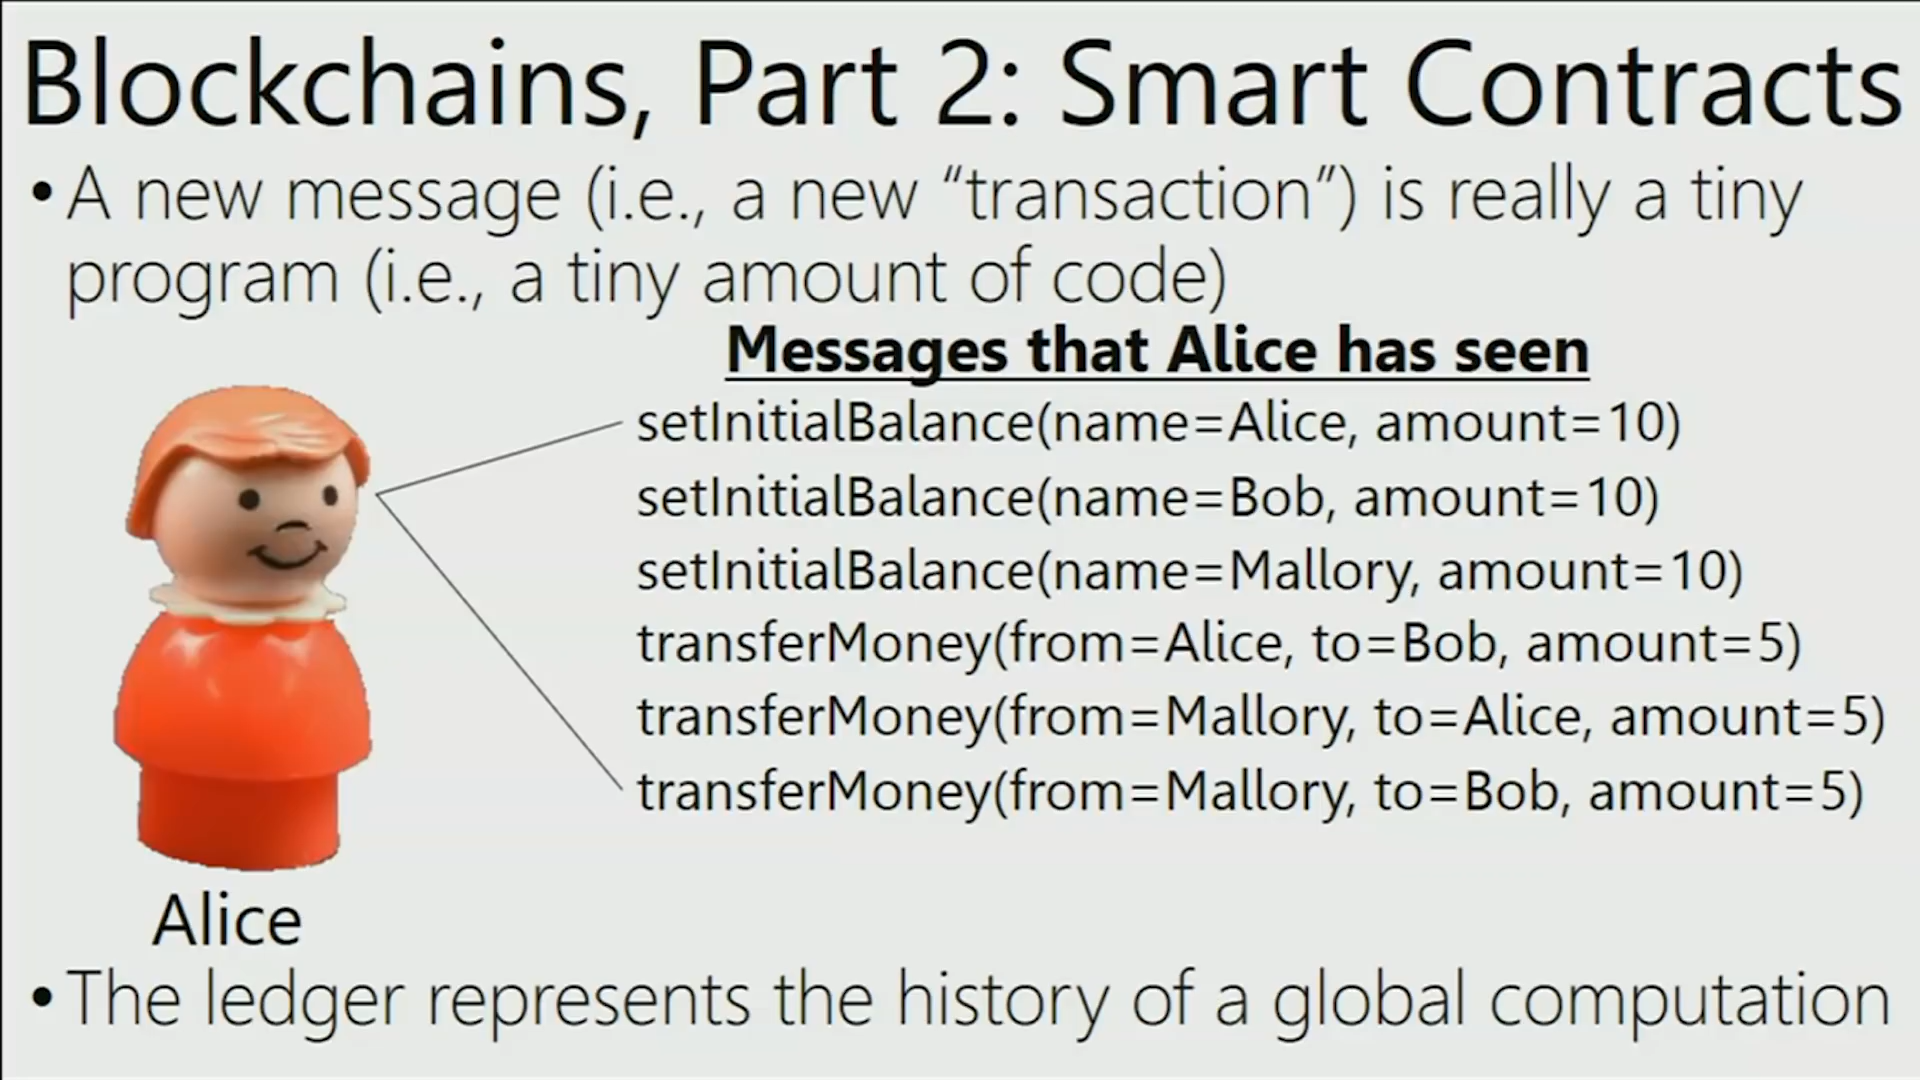 Blockchains, Part 2: Smart Contracts
• A new message (i.e., a new “transaction”) is really a tiny
program (i.e., a tiny amount of code)
Messages that Alice has seen
setInitialBalance(name=Alice, amount=10)
setInitialBalance(name=Bob, amount=10)
setInitialBalance(name=Mallory, amount=10)
transferMoney(from=Alice, to=Bob, amount=5)
transferMoney(from=Mallory, to=Alice, amount=5)
transferMoney(from=Mallory, to=Bob, amount=5)
Alice
• The ledger represents the history of a global computation